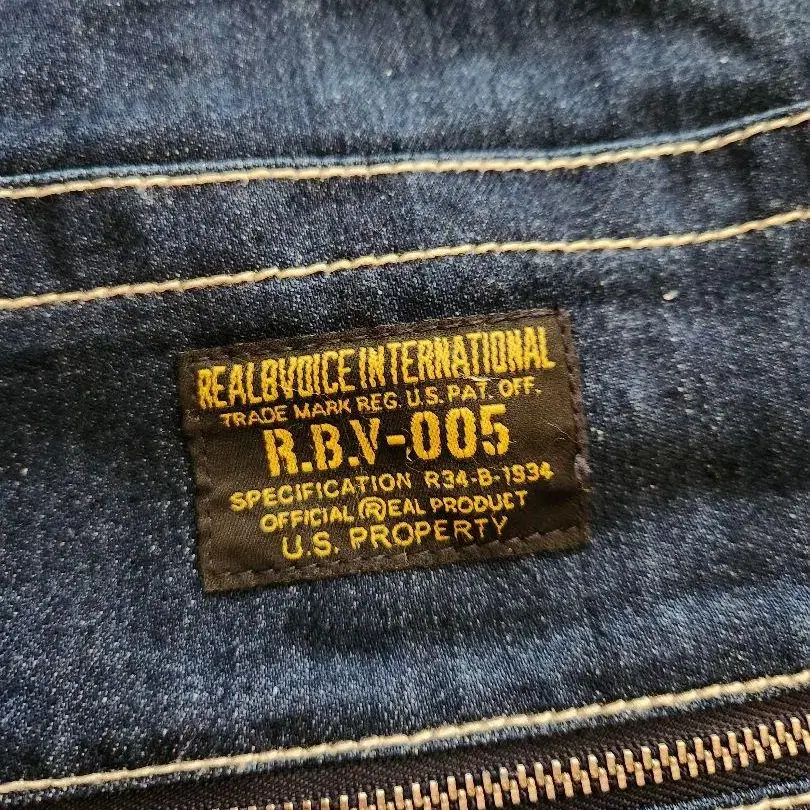 REALBVOICE INTERNATIONAL
TRADE MARK REG. U.S. PAT. OFF.
R.B.V-005
SPECIFICATION R34-B-1934
OFFICIAL ®EAL PRODUCT
U.S. PROPERTY